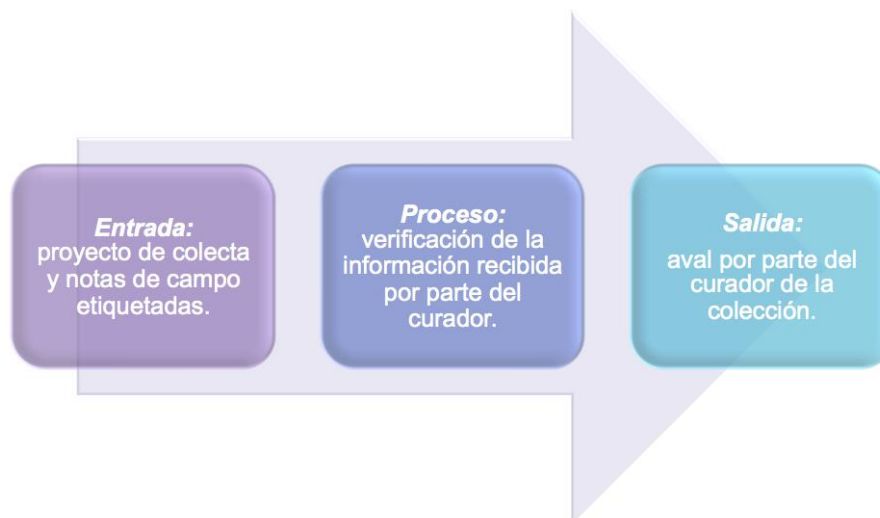 Entrada:
proyecto de colecta
y notas de campo
etiquetadas.
Proceso:
verificación de la
información recibida
por parte del
curador.
Salida:
aval por parte del
curador de la
colección.